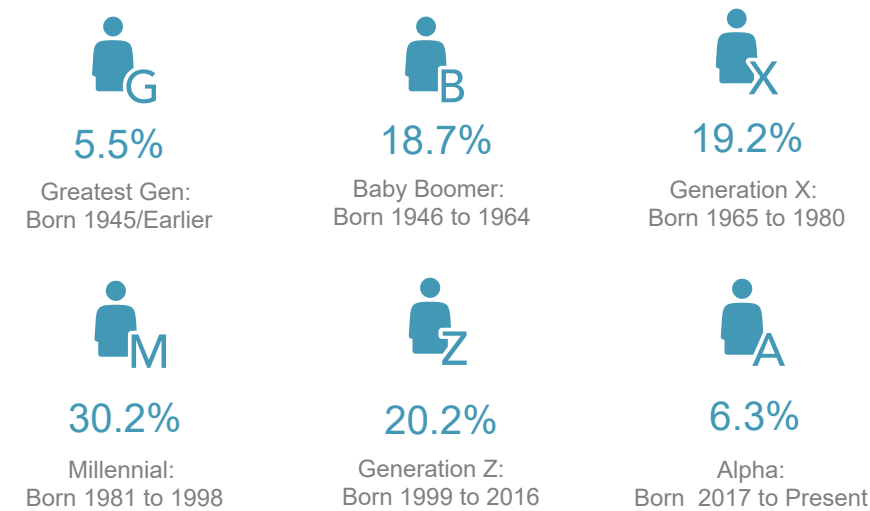 G
5.5%
Greatest Gen:
Born 1945/Earlier
B
18.7%
Baby Boomer:
Born 1946 to 1964
X
19.2%
Generation X:
Born 1965 to 1980
M
30.2%
Millennial:
Born 1981 to 1998
Z
20.2%
Generation Z:
Born 1999 to 2016
A
6.3%
Alpha:
Born  2017 to Present